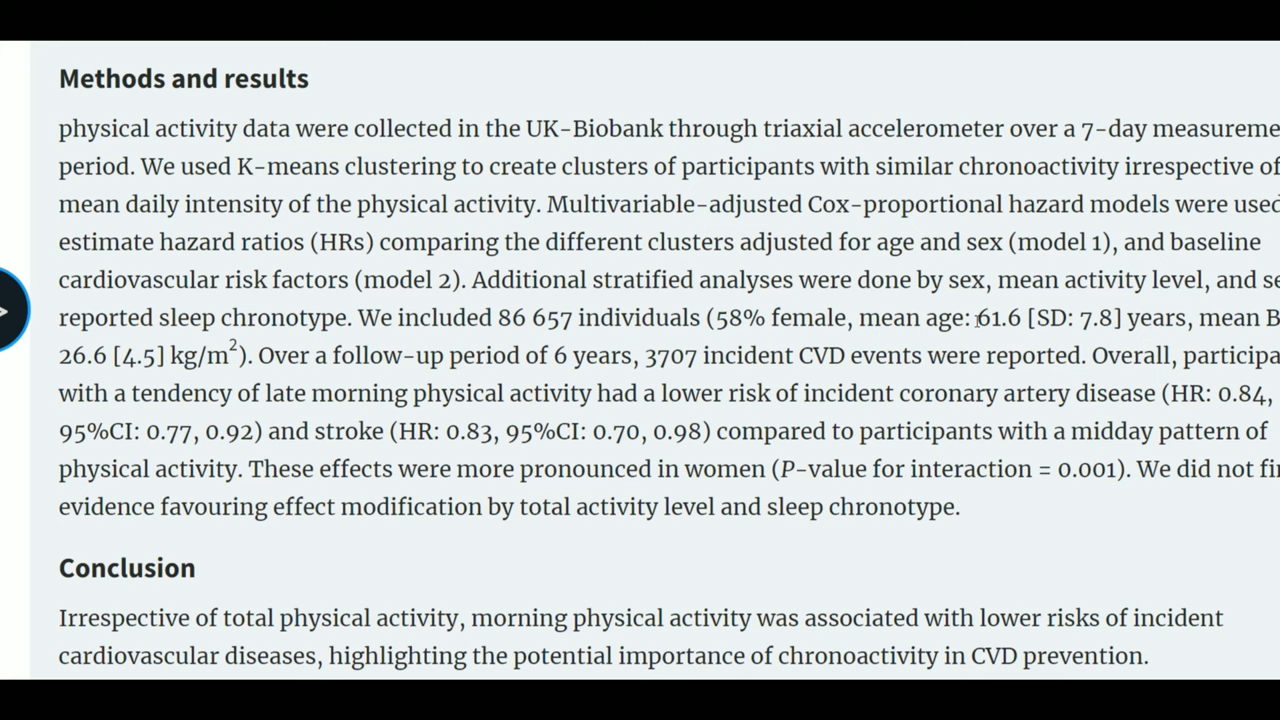 Methods and results
physical activity data were collected in the UK-Biobank through triaxial accelerometer over a 7-day measureme
period. We used K-means clustering to create clusters of participants with similar chronoactivity irrespective of
mean daily intensity of the physical activity. Multivariable-adjusted Cox-proportional hazard models were used
estimate hazard ratios (HRs) comparing the different clusters adjusted for age and sex (model 1), and baseline
cardiovascular risk factors (model 2). Additional stratified analyses were done by sex, mean activity level, and se
reported sleep chronotype. We included 86 657 individuals (58% female, mean age: 61.6 [SD: 7.8] years, mean B
26.6 [4.5] kg/m²). Over a follow-up period of 6 years, 3707 incident CVD events were reported. Overall, participa
with a tendency of late morning physical activity had a lower risk of incident coronary artery disease (HR: 0.84,
95%CI: 0.77, 0.92) and stroke (HR: 0.83, 95%CI: 0.70, 0.98) compared to participants with a midday pattern of
physical activity. These effects were more pronounced in women (P-value for interaction = 0.001). We did not fin
evidence favouring effect modification by total activity level and sleep chronotype.
Conclusion
Irrespective of total physical activity, morning physical activity was associated with lower risks of incident
cardiovascular diseases, highlighting the potential importance of chronoactivity in CVD prevention.